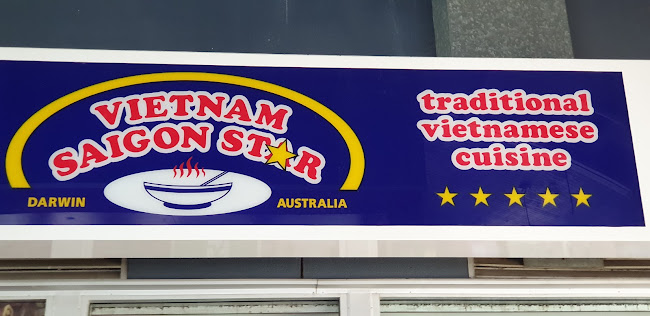 VIETNAM
SAIGON STAR
DARWIN
AUSTRALIA
traditional
vietnamese
cuisine